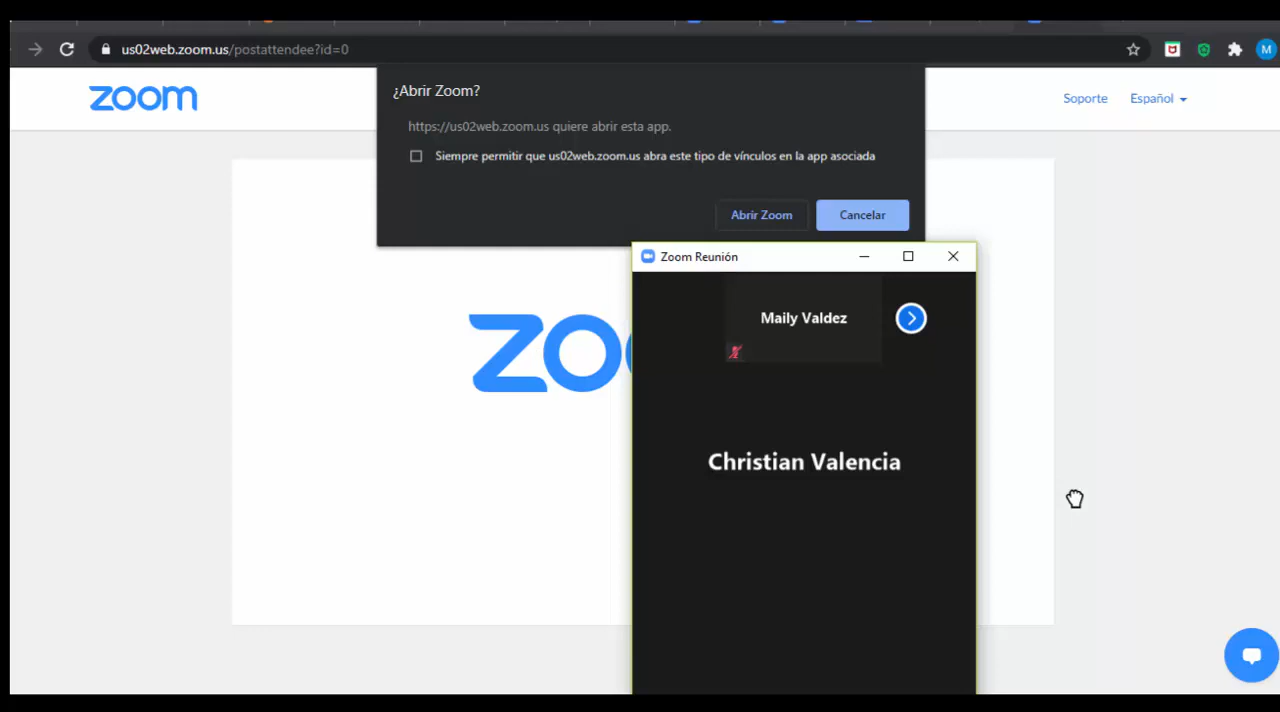 us02web.zoom.us/postattendee?id=0
M
zoom
Soporte
Español
¿Abrir Zoom?
https://us02web.zoom.us quiere abrir esta app.
Siempre permitir que us02web.zoom.us abra este tipo de vínculos en la app asociada
Abrir Zoom
Cancelar
Zoom Reunión
Maily Valdez
Christian Valencia